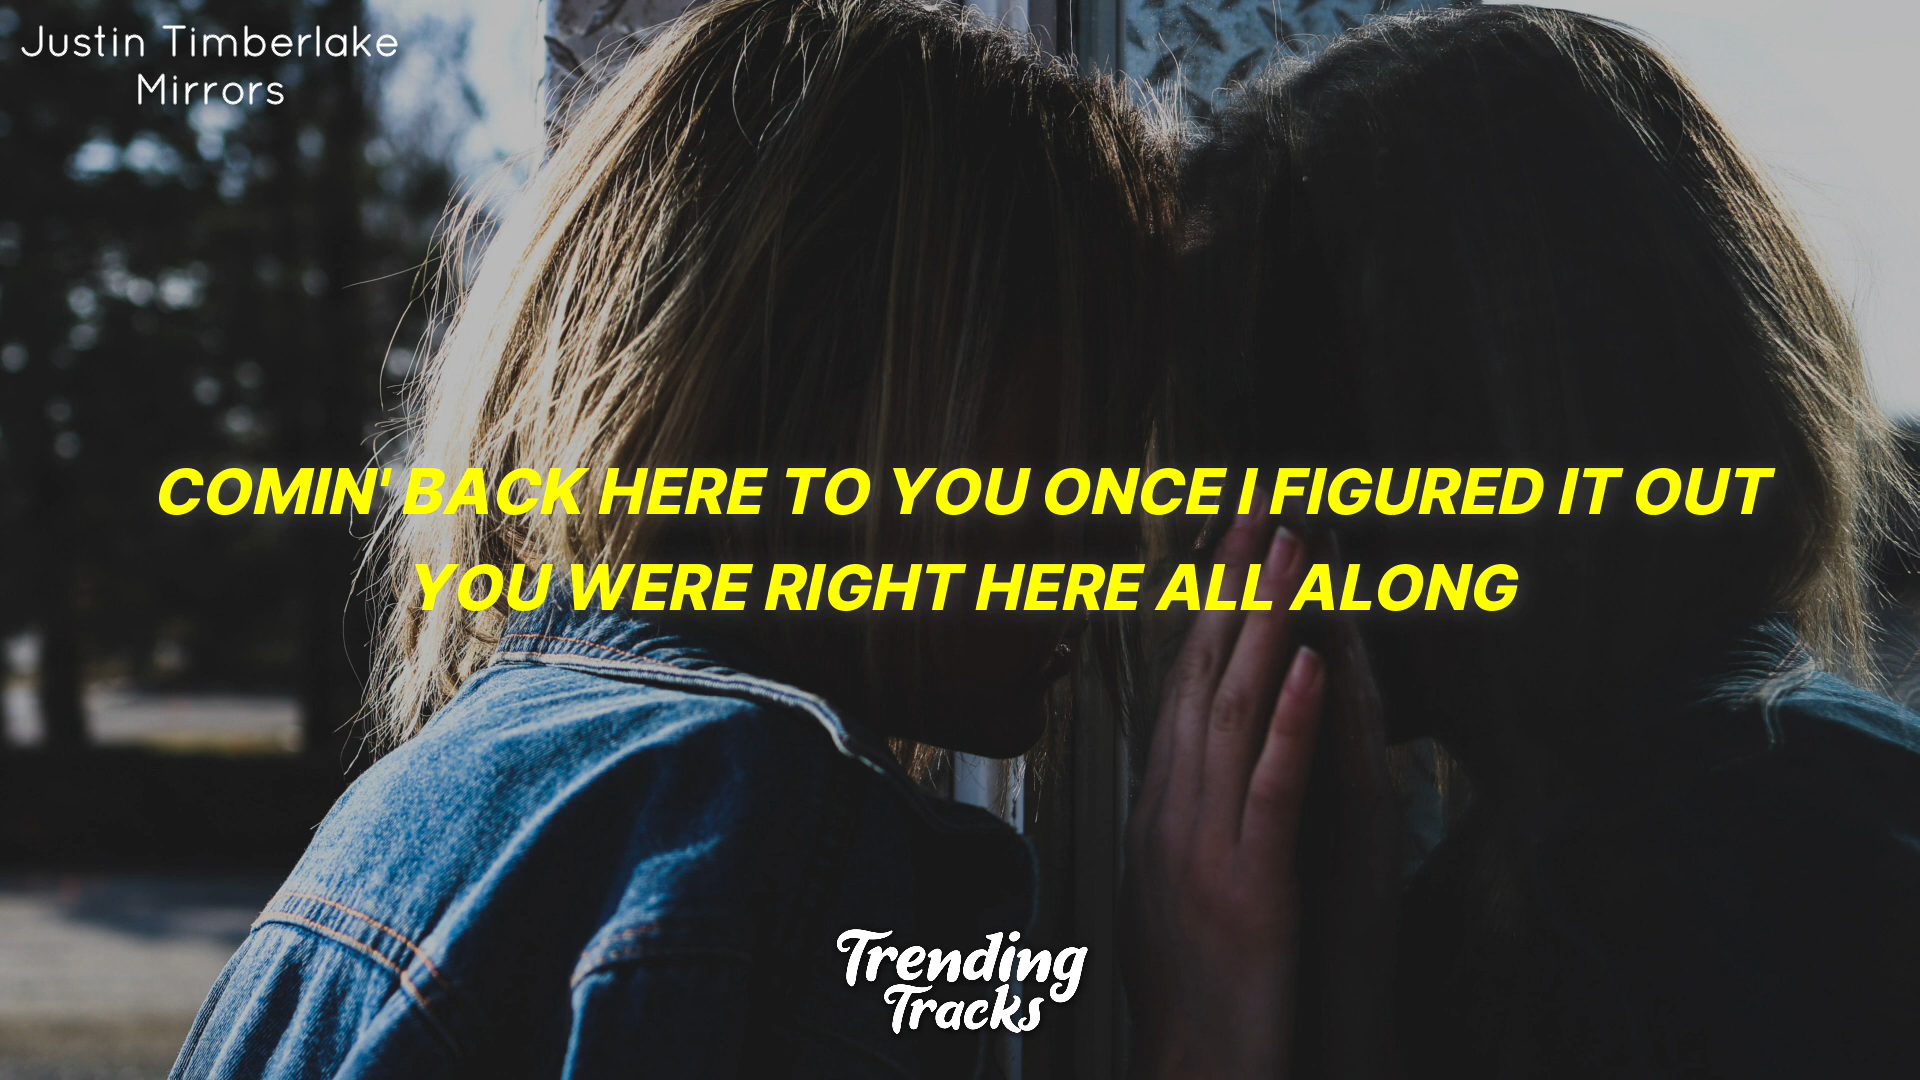 Justin Timberlake
Mirrors
COMIN' BACK HERE TO YOU ONCE I FIGURED IT OUT
YOU WERE RIGHT HERE ALL ALONG
Trending
Tracks